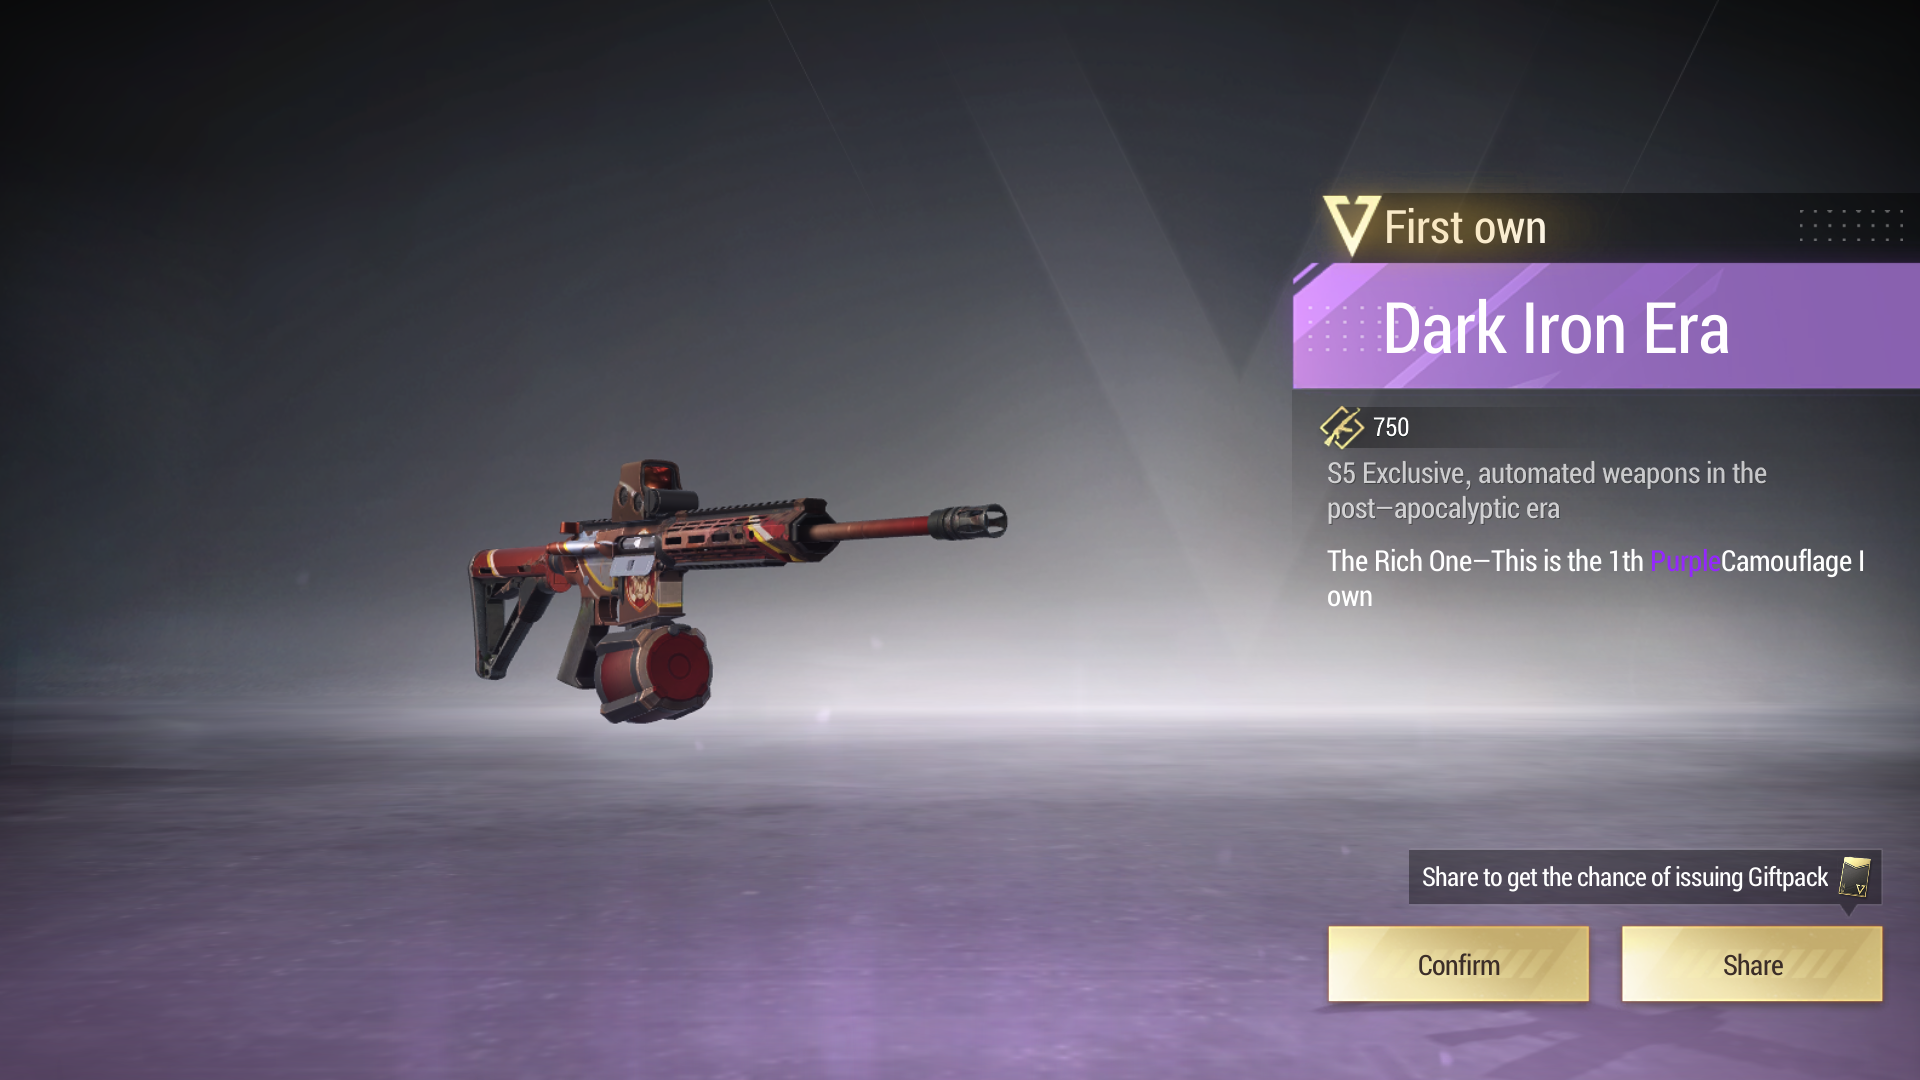 First own
Dark Iron Era
750
S5 Exclusive, automated weapons in the
post—apocalyptic era
The Rich One—This is the 1th PurpleCamouflage I
own
Share to get the chance of issuing Giftpack
Confirm
Share